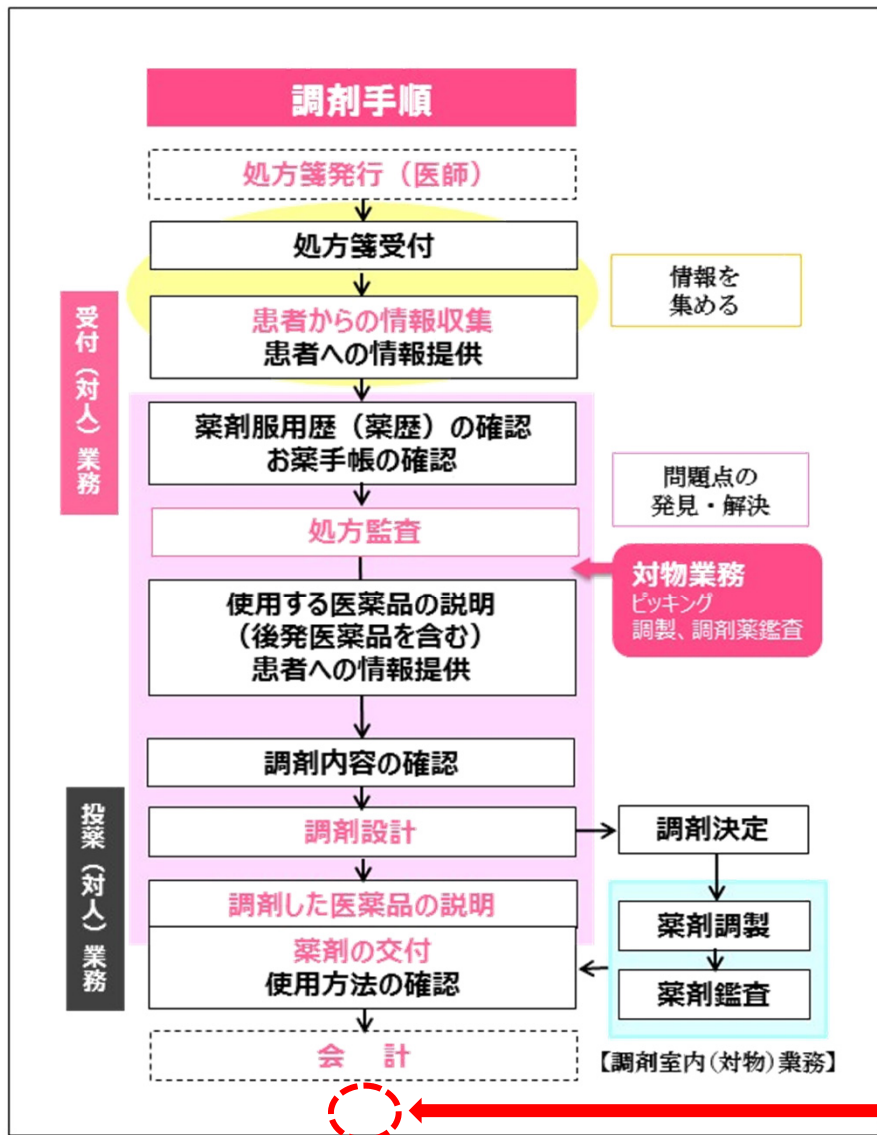 調剤手順
処方箋発行（医師）
処方箋受付
情報を
集める
受付（対人）業務
患者からの情報収集
患者への情報提供
薬剤服用歴（薬歴）の確認
お薬手帳の確認
問題点の
発見・解決
処方監査
対物業務
ピッキング
調製、調剤薬鑑査
使用する医薬品の説明
（後発医薬品を含む）
患者への情報提供
調剤内容の確認
投薬（対人）業務
調剤設計
調剤決定
調剤した医薬品の説明
薬剤の交付
使用方法の確認
薬剤調製
薬剤鑑査
【調剤室内(対物)業務】
会　計